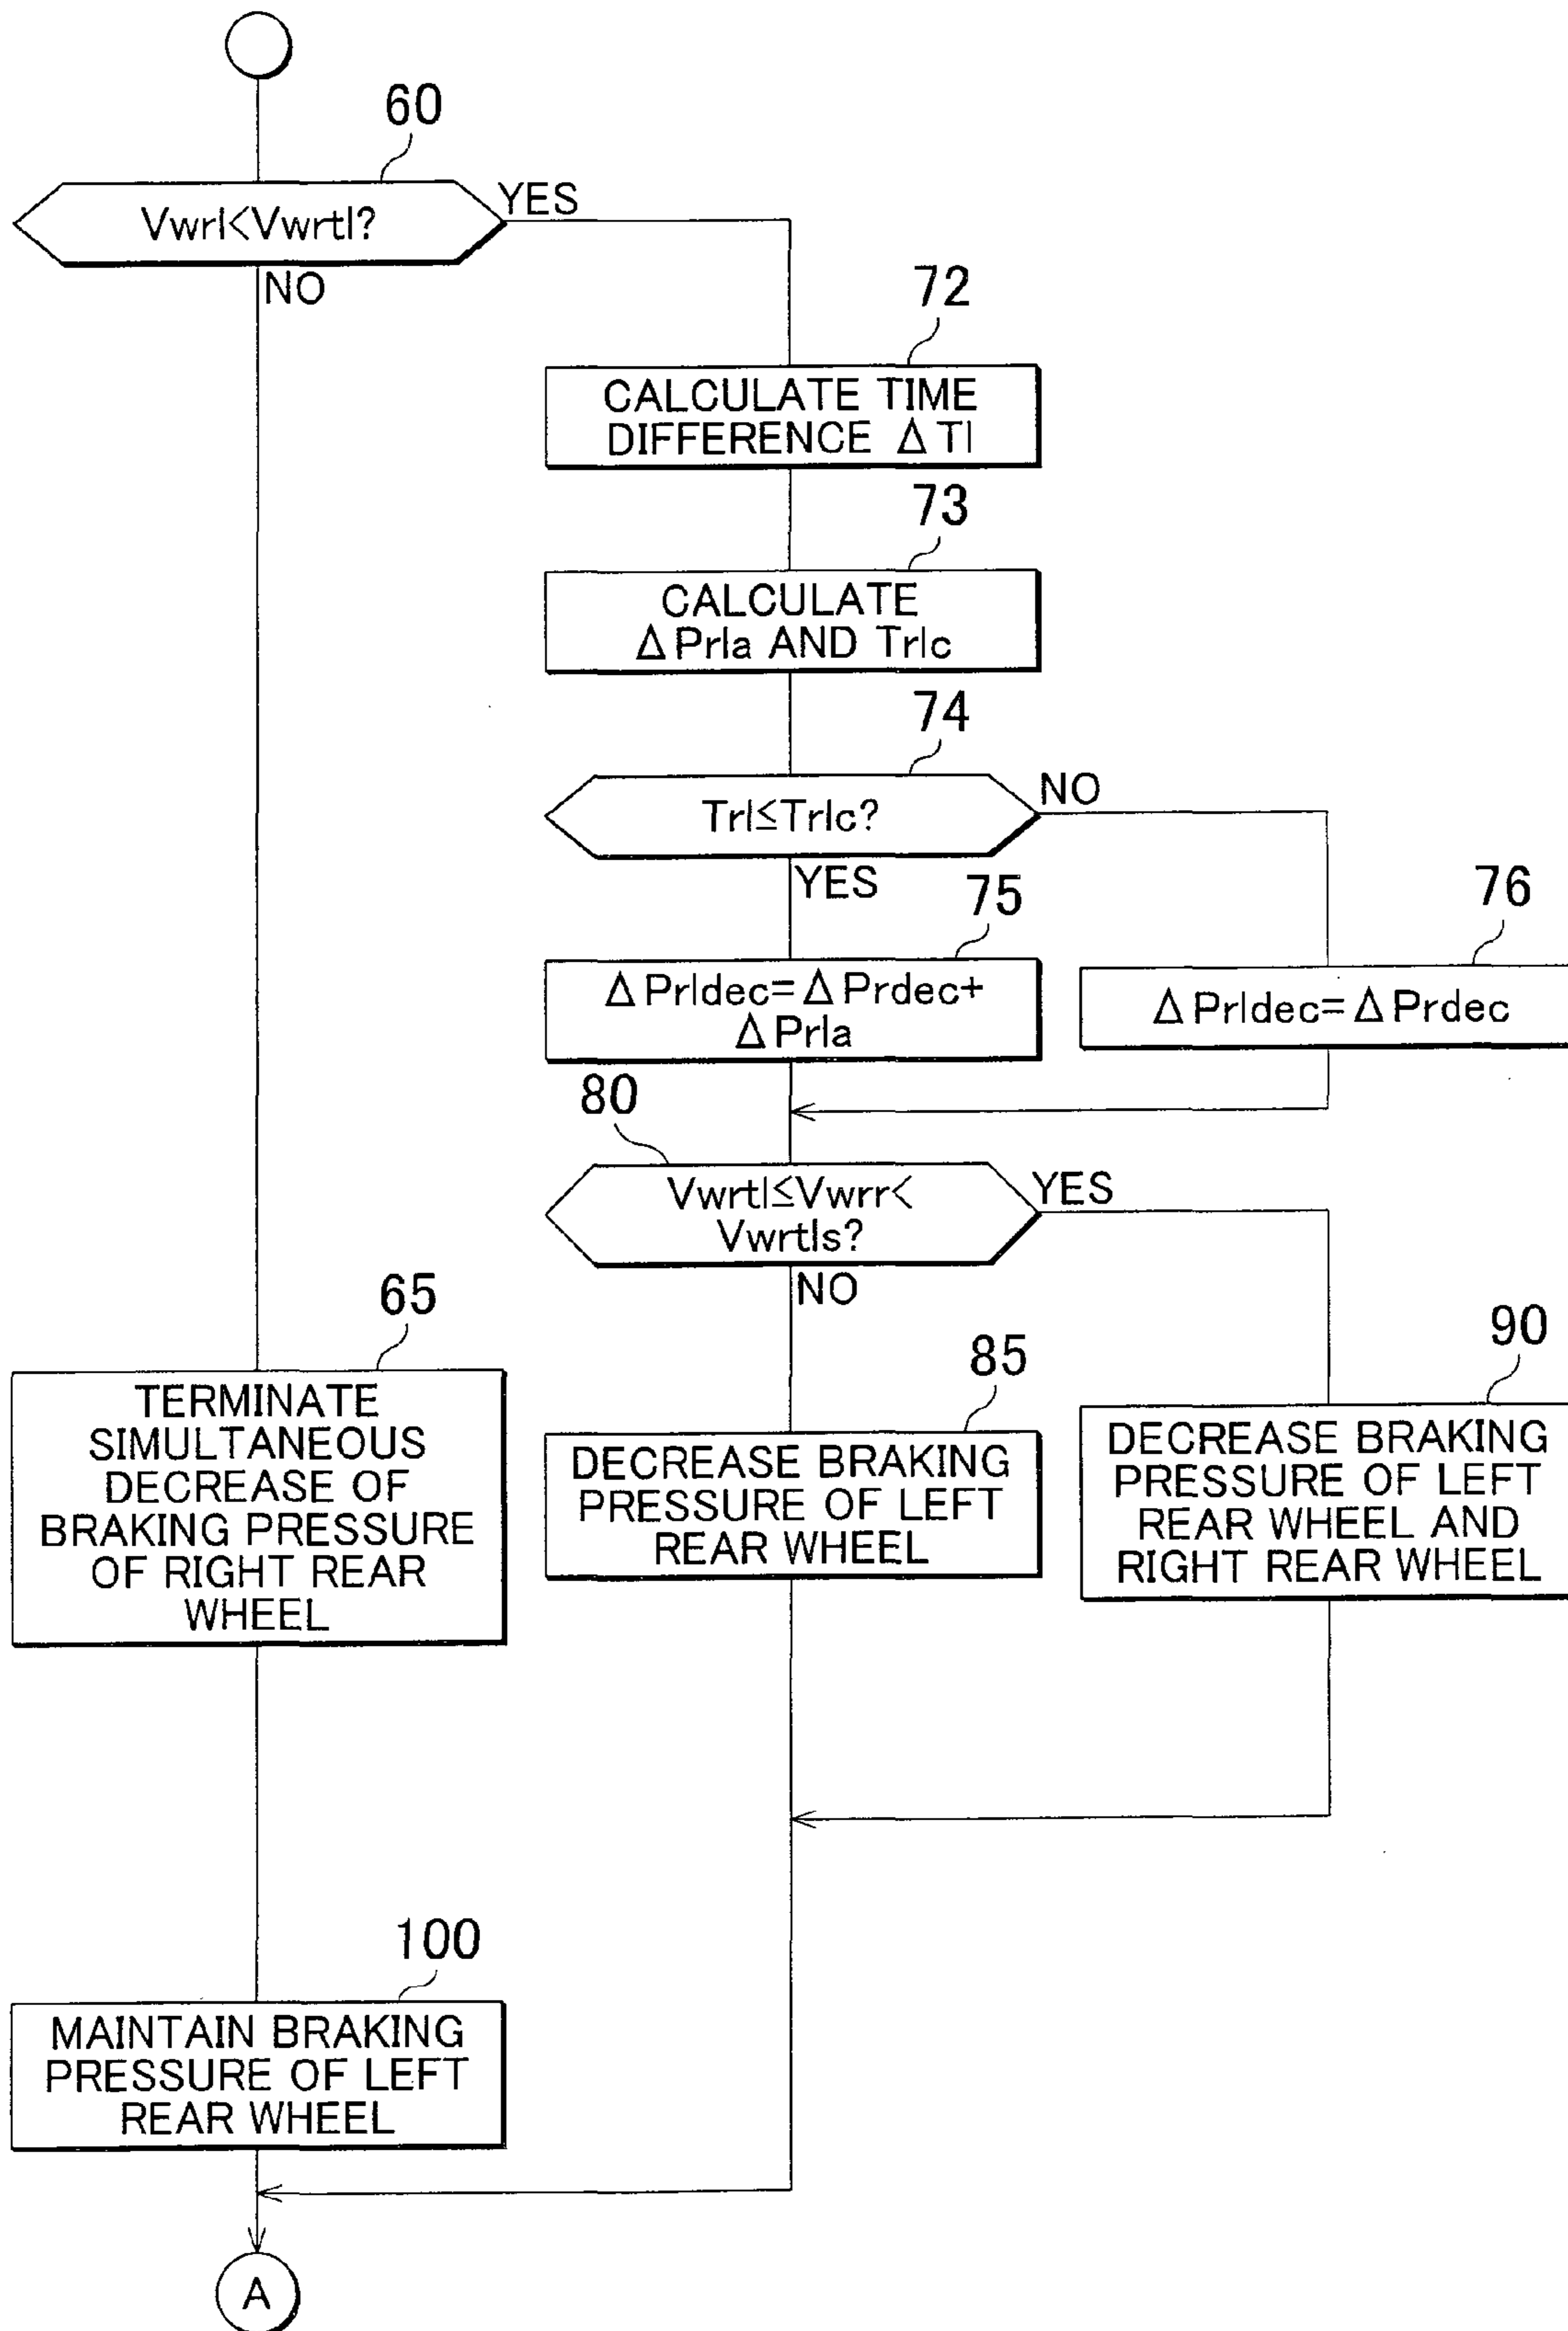 60
Vwrl<Vwrtl?
YES
NO
72
CALCULATE TIME
DIFFERENCE ΔTl
73
CALCULATE
ΔPrla AND Trlc
74
Trl≦Trlc?
NO
YES
75
ΔPrldec=ΔPrdec+
ΔPrla
76
ΔPrldec=ΔPrdec
80
Vwrtl≦Vwrr<
Vwrtls?
YES
NO
65
TERMINATE
SIMULTANEOUS
DECREASE OF
BRAKING PRESSURE
OF RIGHT REAR
WHEEL
85
DECREASE BRAKING
PRESSURE OF LEFT
REAR WHEEL
90
DECREASE BRAKING
PRESSURE OF LEFT
REAR WHEEL AND
RIGHT REAR WHEEL
100
MAINTAIN BRAKING
PRESSURE OF LEFT
REAR WHEEL
A